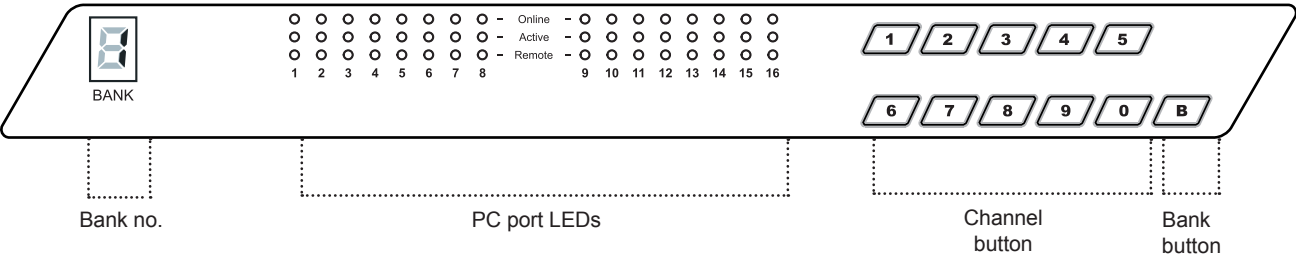 1
BANK
- Online -
- Active -
- Remote -
1 2 3 4 5 6 7 8 9 10 11 12 13 14 15 16
1 2 3 4 5
6 7 8 9 0 B
Bank no.
PC port LEDs
Channel
button
Bank
button